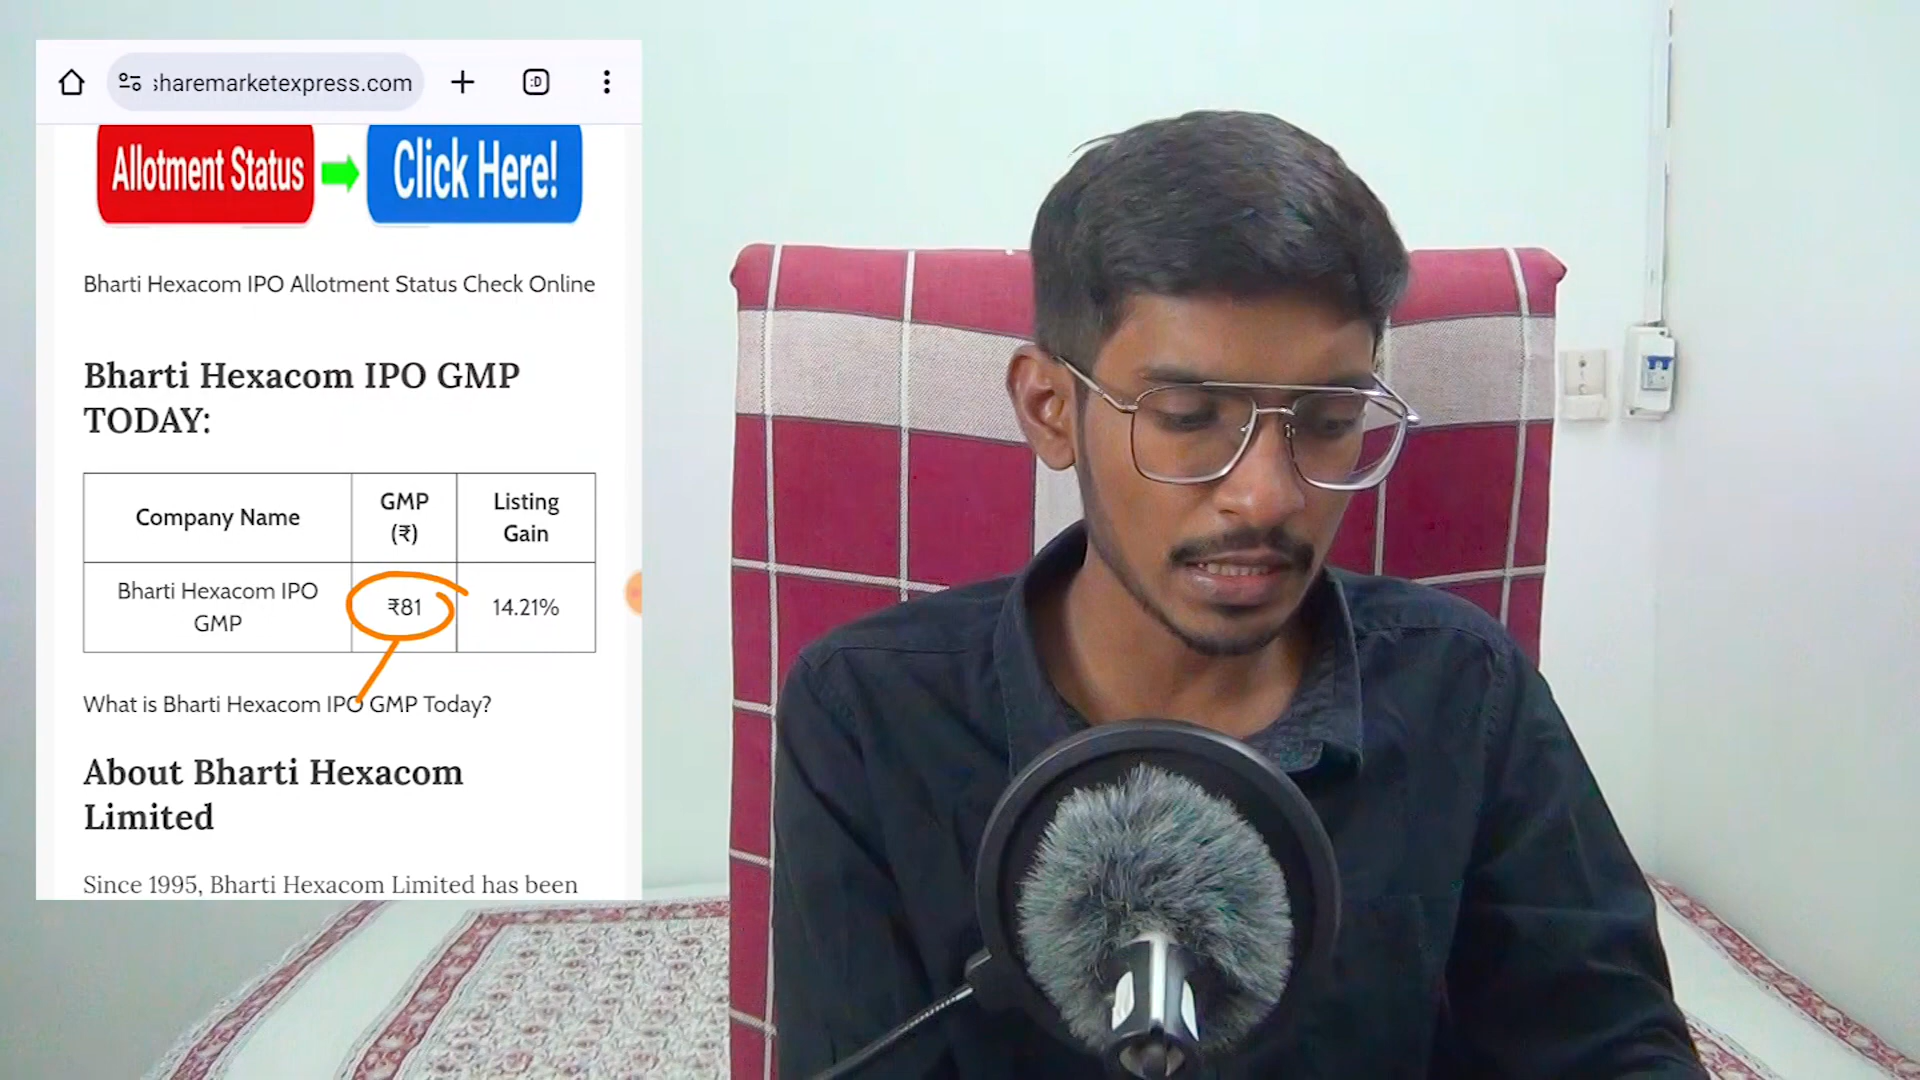 sharemarketexpress.com
:D
Allotment Status
Click Here!
Bharti Hexacom IPO Allotment Status Check Online
Bharti Hexacom IPO GMP
TODAY:
Company Name
GMP
(₹)
Listing
Gain
Bharti Hexacom IPO
GMP
₹81
14.21%
What is Bharti Hexacom IPO GMP Today?
About Bharti Hexacom
Limited
Since 1995, Bharti Hexacom Limited has been